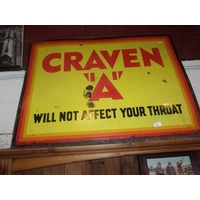 CRAVEN
"A"
WILL NOT AFFECT YOUR THROAT